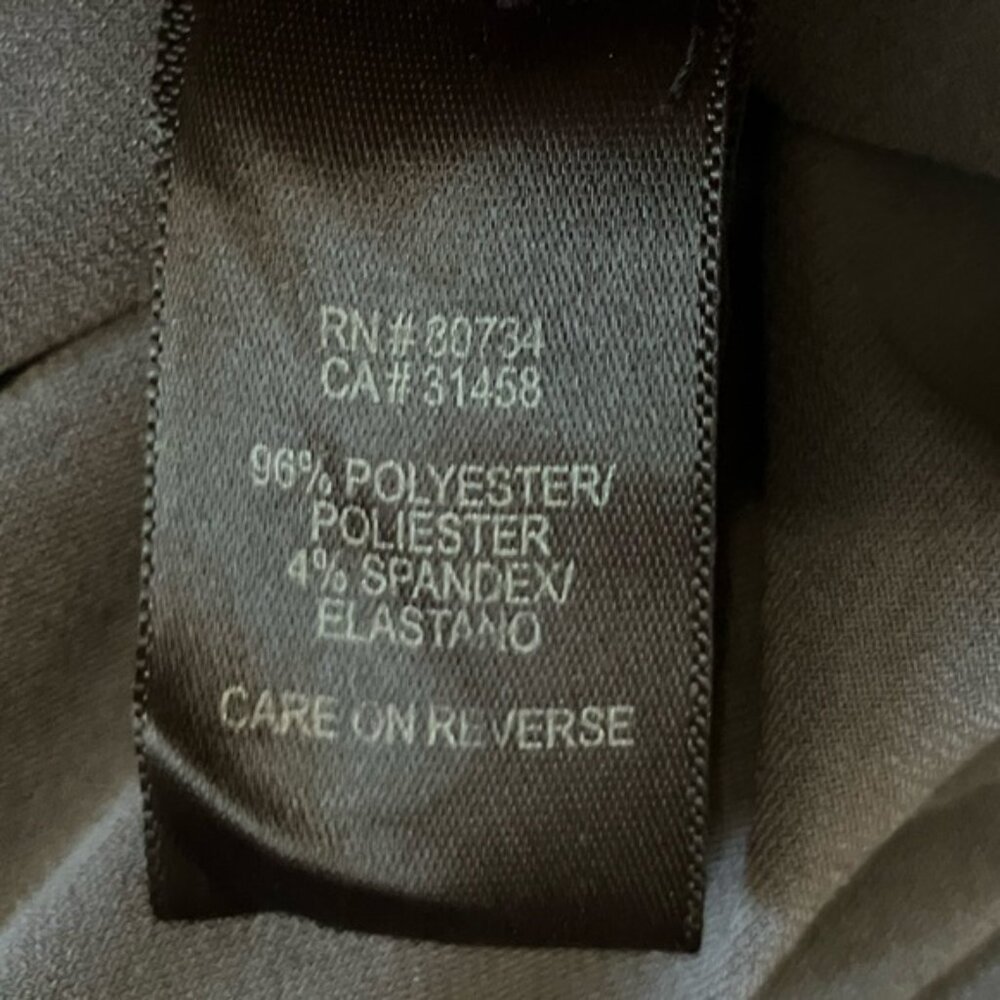 RN# 80734
CA# 31458
96% POLYESTER/
POLIESTER
4% SPANDEX/
ELASTANO
CARE ON REVERSE